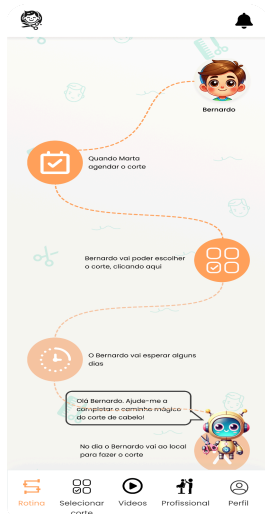 Bernardo
Quando Marta
agendar o corte
Bernardo vai poder escolher
o corte, clicando aqui
O Bernardo vai esperar alguns
dias
Olá Bernardo. Ajude-me a
completar o caminho mágico
do corte de cabelo!
No dia o Bernardo vai ao local
para fazer o corte
Rotina
Selecionar
corte
Vídeos
Profissional
Perfil